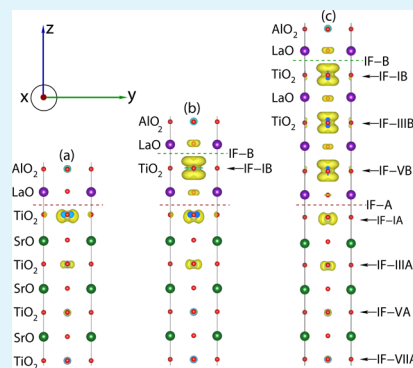 (c)
z
AlO2
LaO
IF-B
x
y
TiO2
IF-IB
(b)
LaO
AlO2
TiO2
IF-IIIB
(a)
LaO
IF-B
AlO2
TiO2
IF-IB
IF-VB
LaO
IF-A
TiO2
IF-IA
SrO
TiO2
IF-IIIA
SrO
TiO2
IF-VA
SrO
TiO2
IF-VIIA